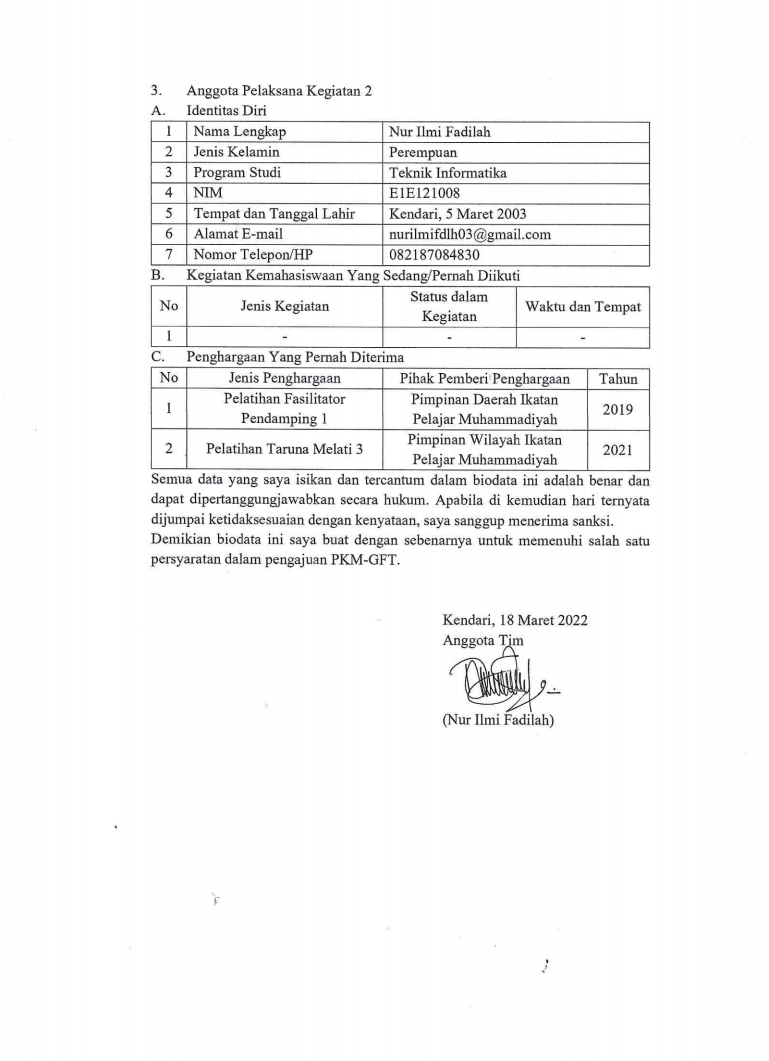 3. Anggota Pelaksana Kegiatan 2
A. Identitas Diri
1 Nama Lengkap Nur Ilmi Fadilah
2 Jenis Kelamin Perempuan
3 Program Studi Teknik Informatika
4 NIM E1E121008
5 Tempat dan Tanggal Lahir Kendari, 5 Maret 2003
6 Alamat E-mail nurilmifdlh03@gmail.com
7 Nomor Telepon/HP 082187084830
B. Kegiatan Kemahasiswaan Yang Sedang/Pernah Diikuti
No Jenis Kegiatan Status dalam Kegiatan Waktu dan Tempat
1 - - -
C. Penghargaan Yang Pernah Diterima
No Jenis Penghargaan Pihak Pemberi Penghargaan Tahun
1 Pelatihan Fasilitator Pendamping 1 Pimpinan Daerah Ikatan Pelajar Muhammadiyah 2019
2 Pelatihan Taruna Melati 3 Pimpinan Wilayah Ikatan Pelajar Muhammadiyah 2021
Semua data yang saya isikan dan tercantum dalam biodata ini adalah benar dan
dapat dipertanggungjawabkan secara hukum. Apabila di kemudian hari ternyata
dijumpai ketidaksesuaian dengan kenyataan, saya sanggup menerima sanksi.
Demikian biodata ini saya buat dengan sebenarnya untuk memenuhi salah satu
persyaratan dalam pengajuan PKM-GFT.
Kendari, 18 Maret 2022
Anggota Tim
(Nur Ilmi Fadilah)